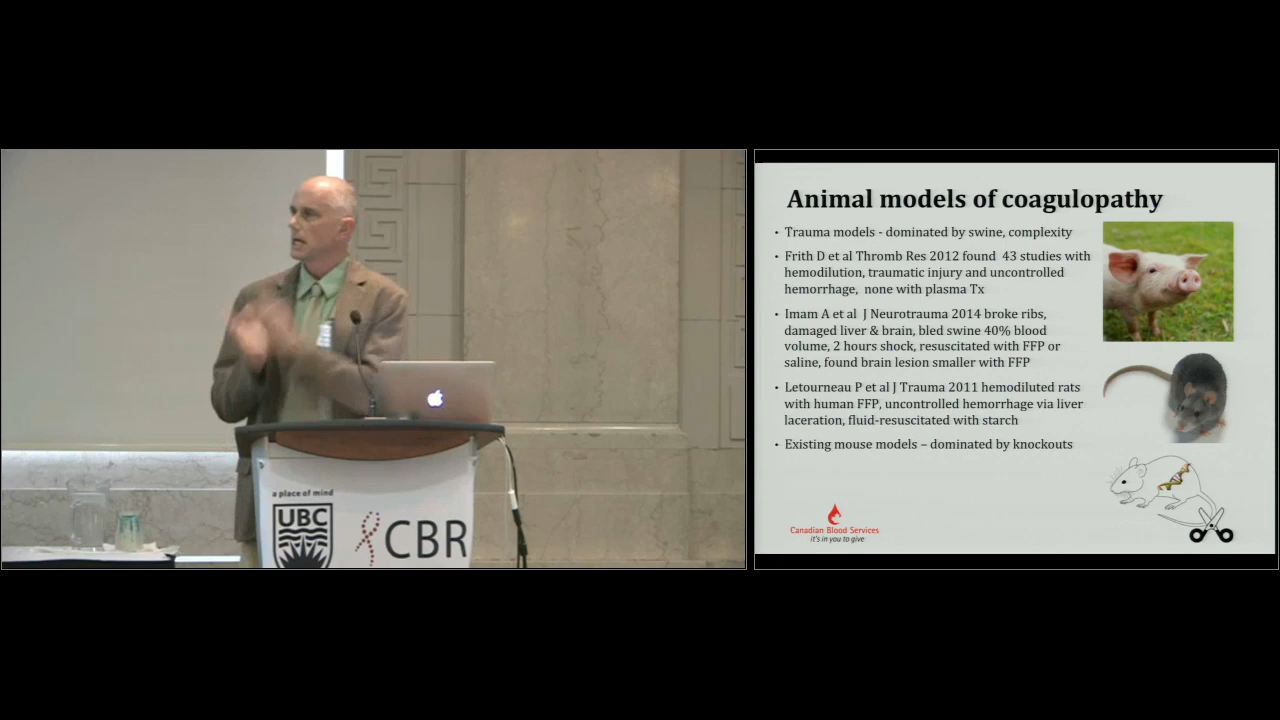 a place of mind
UBC
CBR
Animal models of coagulopathy
• Trauma models - dominated by swine, complexity
• Frith D et al Thromb Res 2012 found 43 studies with
hemodilution, traumatic injury and uncontrolled
hemorrhage, none with plasma Tx
• Imam A et al J Neurotrauma 2014 broke ribs,
damaged liver & brain, bled swine 40% blood
volume, 2 hours shock, resuscitated with FFP or
saline, found brain lesion smaller with FFP
• Letourneau P et al J Trauma 2011 hemodiluted rats
with human FFP, uncontrolled hemorrhage via liver
laceration, fluid-resuscitated with starch
• Existing mouse models – dominated by knockouts
Canadian Blood Services
it's in you to give